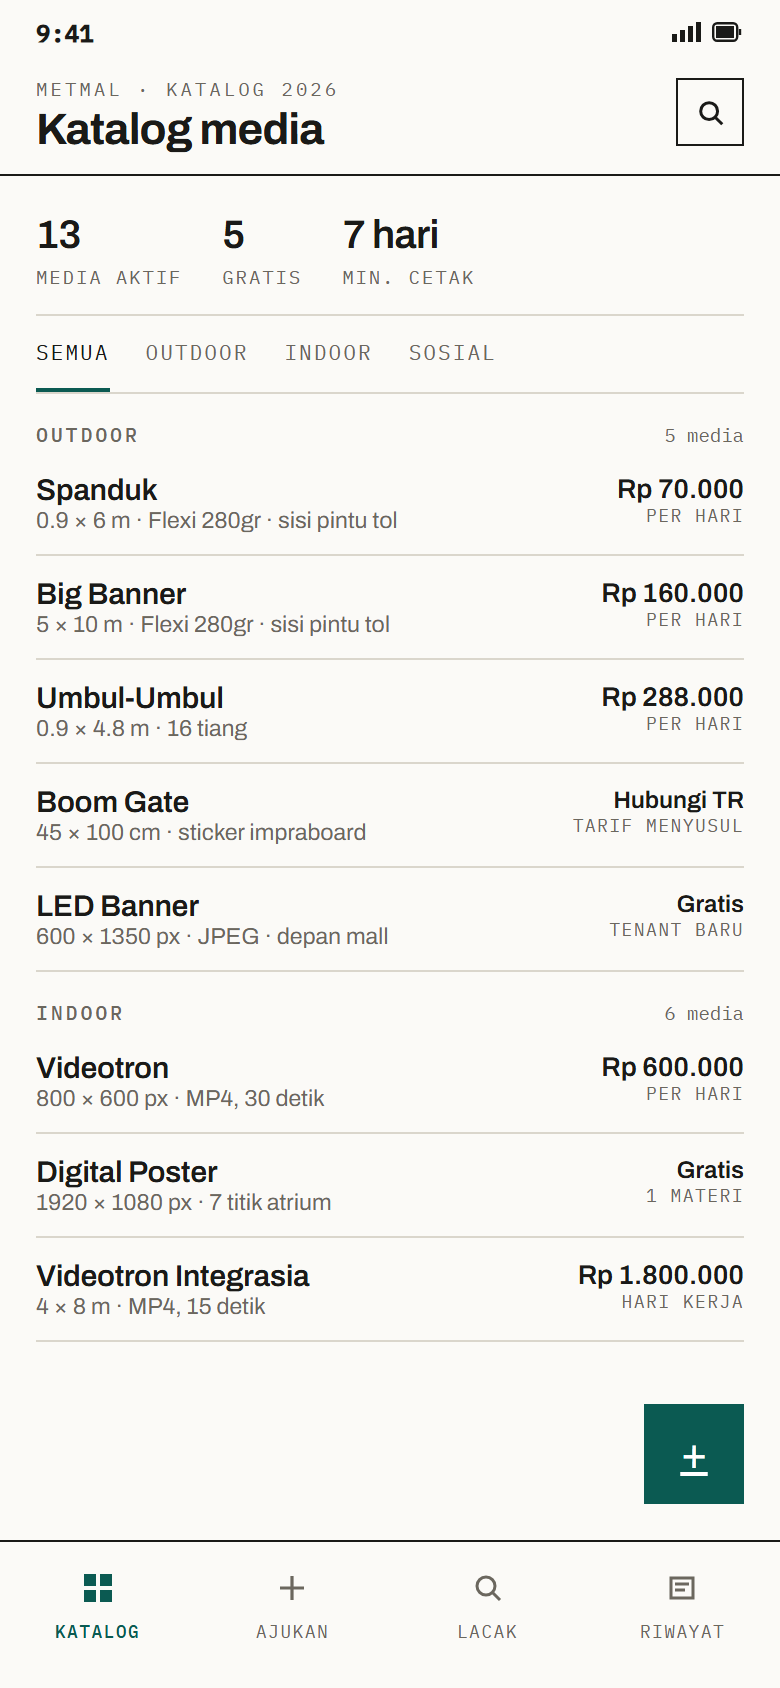 9:41
METMAL · KATALOG 2026
Katalog media
13
MEDIA AKTIF
5
GRATIS
7 hari
MIN. CETAK
SEMUA OUTDOOR INDOOR SOSIAL
OUTDOOR 5 media
Spanduk Rp 70.000
0.9 × 6 m · Flexi 280gr · sisi pintu tol PER HARI
Big Banner Rp 160.000
5 × 10 m · Flexi 280gr · sisi pintu tol PER HARI
Umbul-Umbul Rp 288.000
0.9 × 4.8 m · 16 tiang PER HARI
Boom Gate Hubungi TR
45 × 100 cm · sticker impraboard TARIF MENYUSUL
LED Banner Gratis
600 × 1350 px · JPEG · depan mall TENANT BARU
INDOOR 6 media
Videotron Rp 600.000
800 × 600 px · MP4, 30 detik PER HARI
Digital Poster Gratis
1920 × 1080 px · 7 titik atrium 1 MATERI
Videotron Integrasia Rp 1.800.000
4 × 8 m · MP4, 15 detik HARI KERJA
KATALOG AJUKAN LACAK RIWAYAT